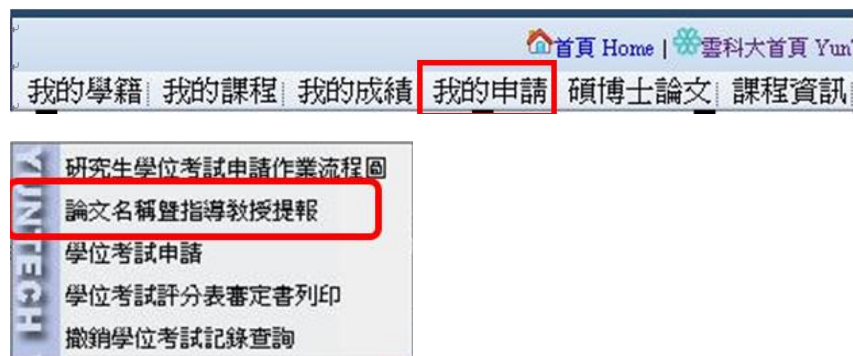 首頁 Home | 雲科大首頁 Yun
我的學籍 我的課程 我的成績 我的申請 碩博士論文 課程資訊
研究生學位考試申請作業流程圖
論文名稱暨指導教授提報
學位考試申請
學位考試評分表審定書列印
撤銷學位考試記錄查詢
YUNTECH